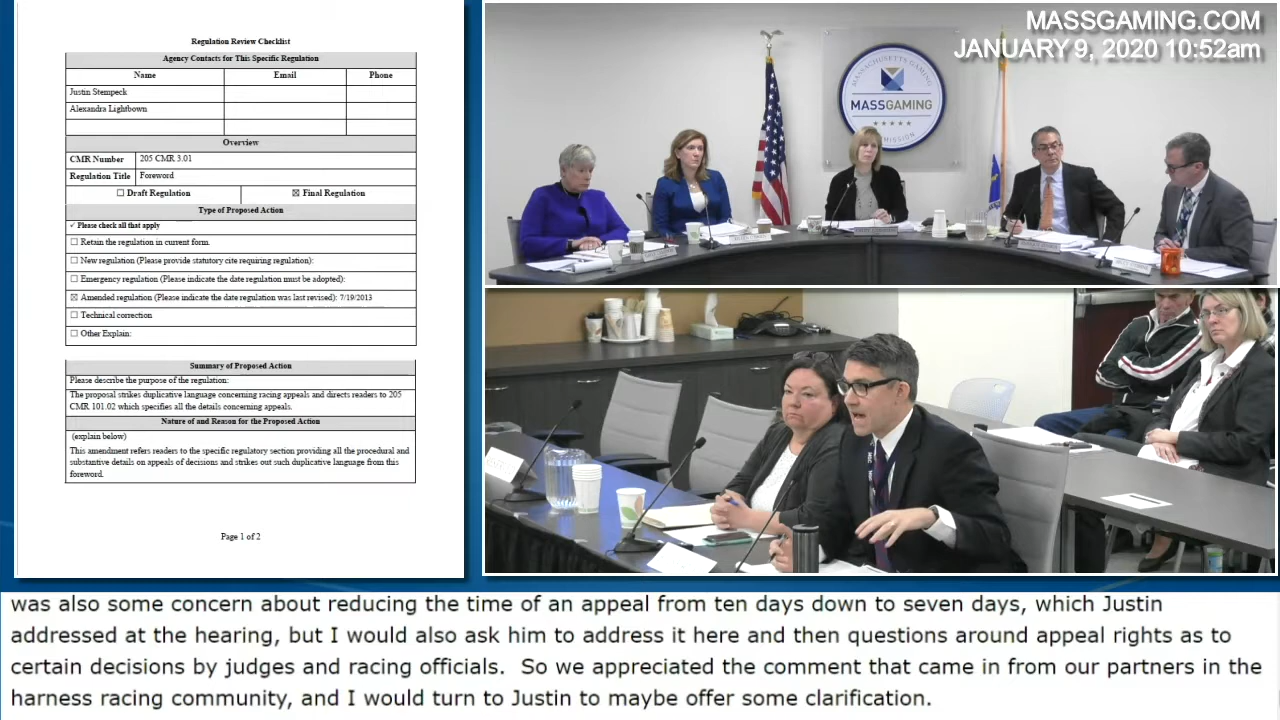 Regulation Review Checklist
Agency Contacts for This Specific Regulation
Name Email Phone
Justin Stempeck
Alexandra Lightbown
Overview
CMR Number 205 CMR 3.01
Regulation Title Foreword
☐ Draft Regulation ☒ Final Regulation
Type of Proposed Action
✓ Please check all that apply
☐ Retain the regulation in current form.
☐ New regulation (Please provide statutory cite requiring regulation):
☐ Emergency regulation (Please indicate the date regulation must be adopted):
☒ Amended regulation (Please indicate the date regulation was last revised): 7/19/2013
☐ Technical correction
☐ Other Explain:
Summary of Proposed Action
Please describe the purpose of the regulation:
The proposal strikes duplicative language concerning racing appeals and directs readers to 205
CMR 101.02 which specifies all the details concerning appeals.
Nature of and Reason for the Proposed Action
(explain below)
This amendment refers readers to the specific regulatory section providing all the procedural and
substantive details on appeals of decisions and strikes out such duplicative language from this
foreword.
Page 1 of 2
MASSGAMING.COM
JANUARY 9, 2020 10:52am
MASSACHUSETTS GAMING
MASSGAMING
was also some concern about reducing the time of an appeal from ten days down to seven days, which Justin
addressed at the hearing, but I would also ask him to address it here and then questions around appeal rights as to
certain decisions by judges and racing officials.  So we appreciated the comment that came in from our partners in the
harness racing community, and I would turn to Justin to maybe offer some clarification.